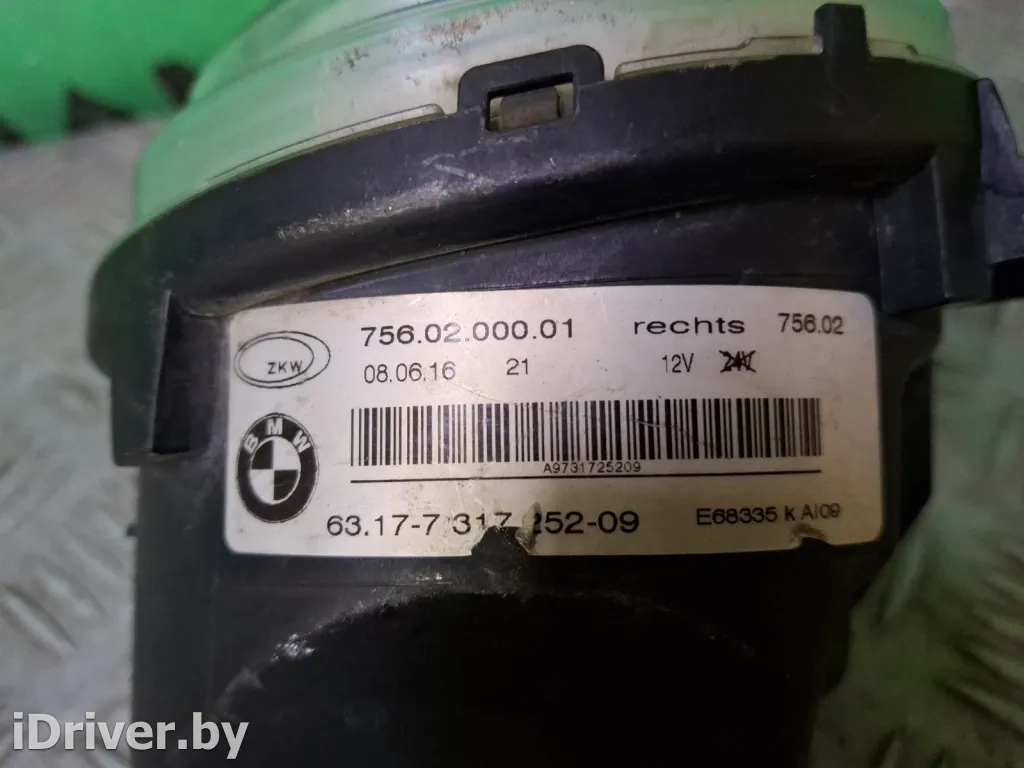 756.02.000.01 rechts 756.02
ZKW
08.06.16 21 12V 24V
BMW
A9731725209
63.17-7 317 252-09 E68335 K A109
iDriver.by